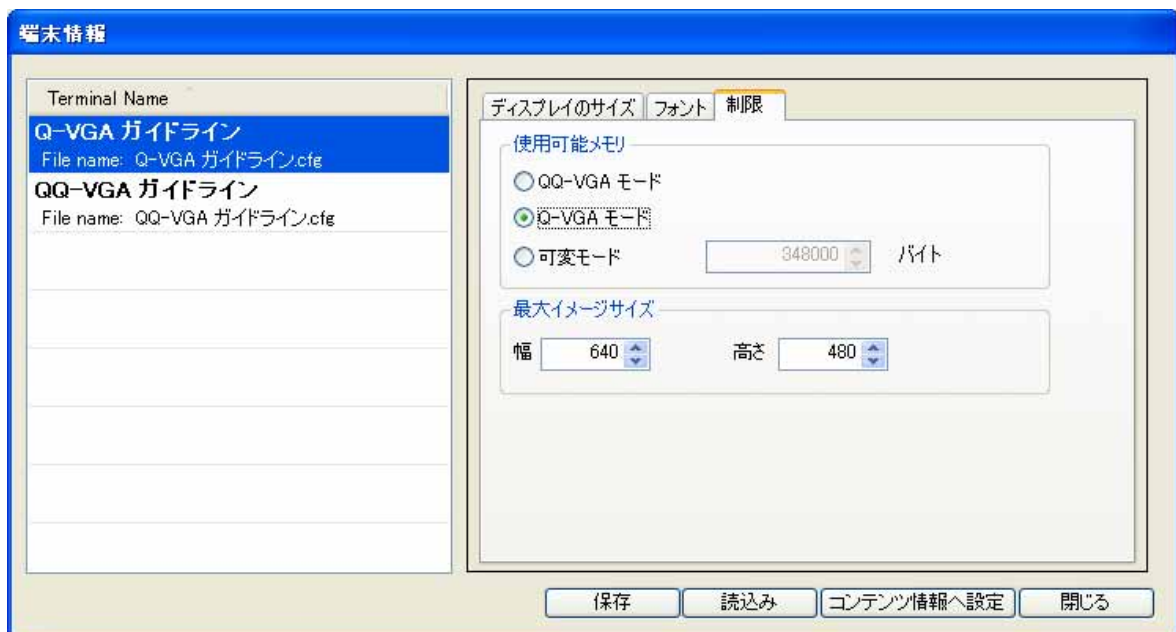 端末情報
Terminal Name
Q-VGA ガイドライン
File name: Q-VGA ガイドライン.cfg
QQ-VGA ガイドライン
File name: QQ-VGA ガイドライン.cfg
ディスプレイのサイズ フォント 制限
使用可能メモリ
QQ-VGA モード
Q-VGA モード
可変モード 348000 バイト
最大イメージサイズ
幅 640 高さ 480
保存 読込み コンテンツ情報へ設定 閉じる